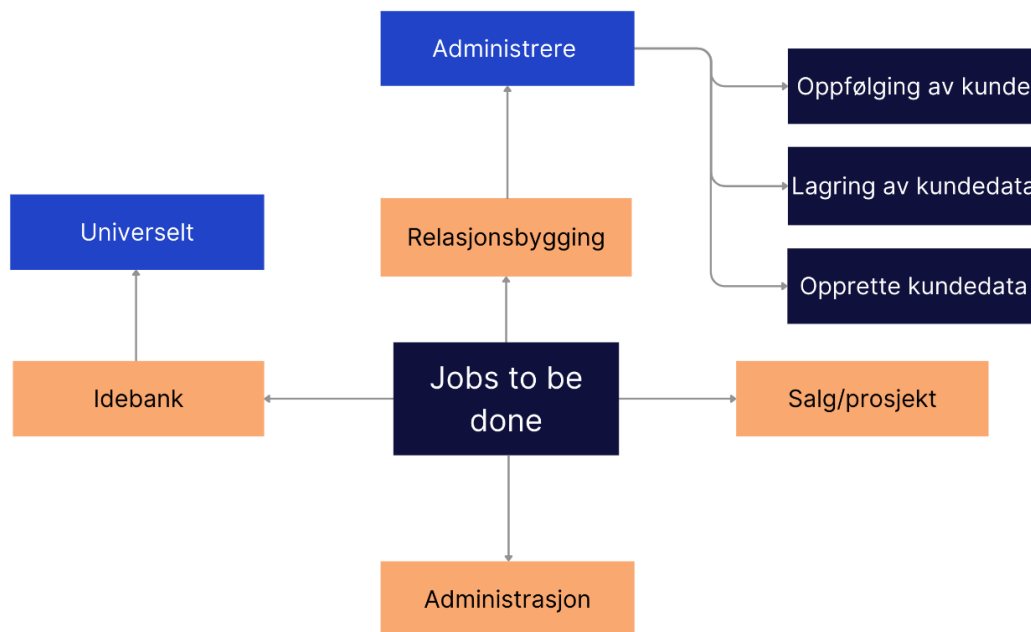 Administrere
Oppfølging av kunde
Lagring av kundedata
Universelt
Relasjonsbygging
Opprette kundedata
Jobs to be
done
Idebank
Salg/prosjekt
Administrasjon